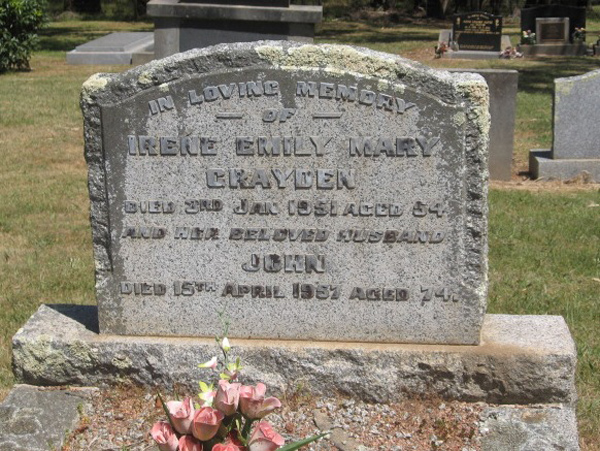 IN LOVING MEMORY
— OF —
IRENE EMILY MARY
GRAYDEN
DIED 3RD JAN 1951 AGED 64
AND HER BELOVED HUSBAND
JOHN
DIED 15TH APRIL 1957 AGED 74.